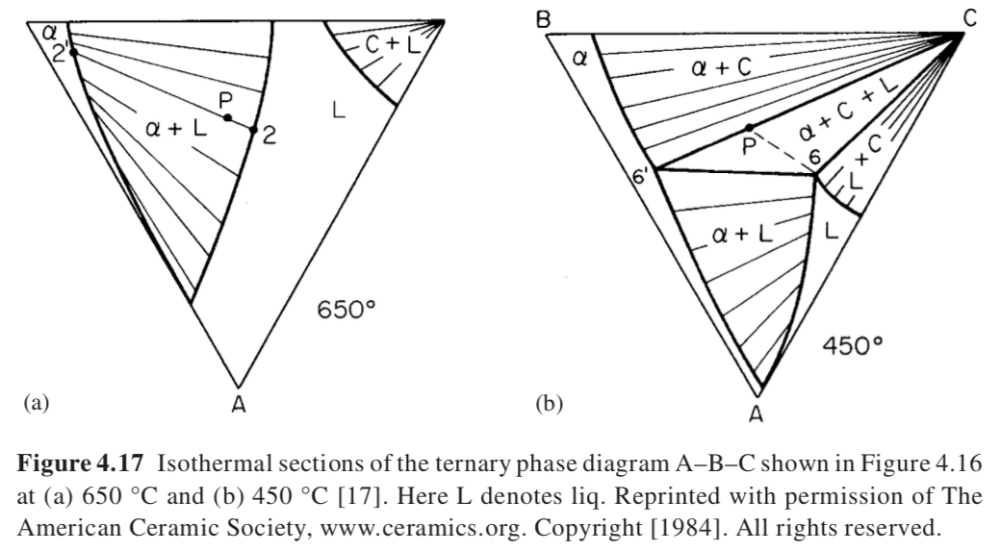 α
2'
P
α + L
2
L
C + L
650°
A
(a)
B
C
α
α + C
α + C + L
P
6
6'
L + C
α + L
L
450°
A
(b)
Figure 4.17 Isothermal sections of the ternary phase diagram A–B–C shown in Figure 4.16
at (a) 650 °C and (b) 450 °C [17]. Here L denotes liq. Reprinted with permission of The
American Ceramic Society, www.ceramics.org. Copyright [1984]. All rights reserved.